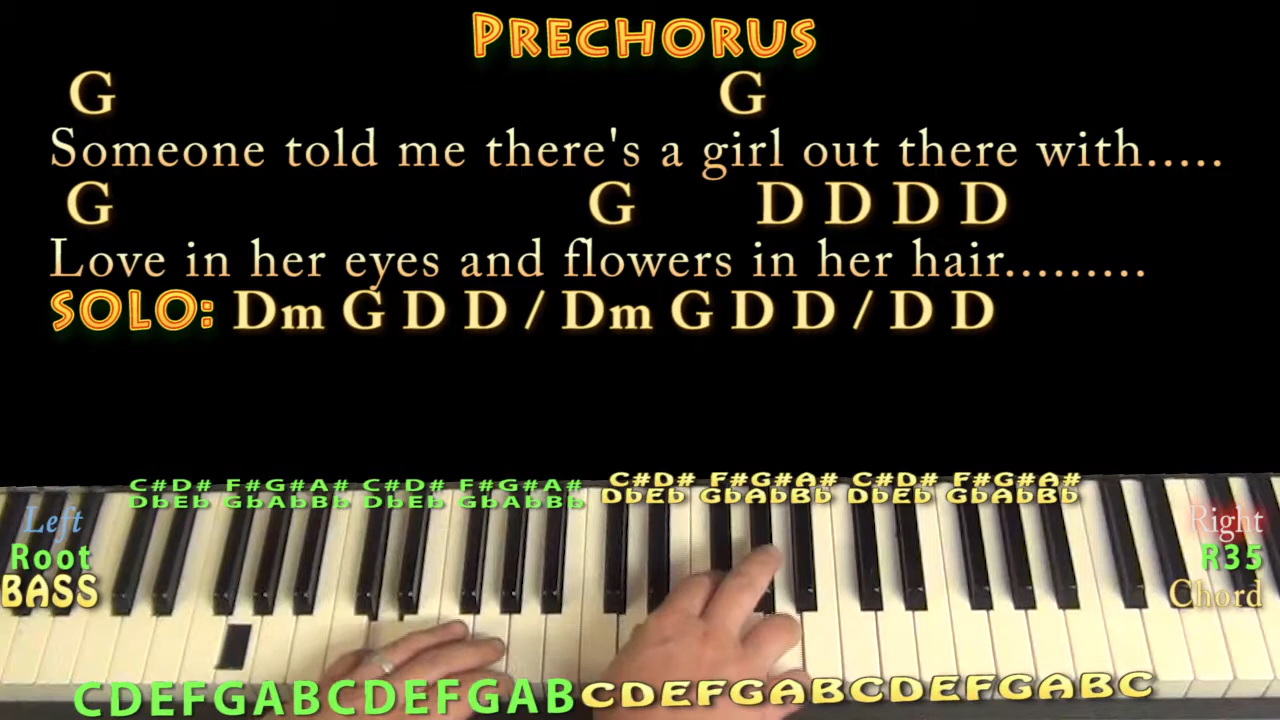 PRECHORUS
G G
Someone told me there's a girl out there with.....
G G D D D D
Love in her eyes and flowers in her hair.........
SOLO: Dm G D D / Dm G D D / D D
C#D# F#G#A# C#D# F#G#A# C#D# F#G#A# C#D# F#G#A#
DbEb GbAbBb DbEb GbAbBb DbEb GbAbBb DbEb GbAbBb
Left
Root
BASS
Right
R35
Chord
CDEFGABCDEFGAB CDEFGABCDEFGABC